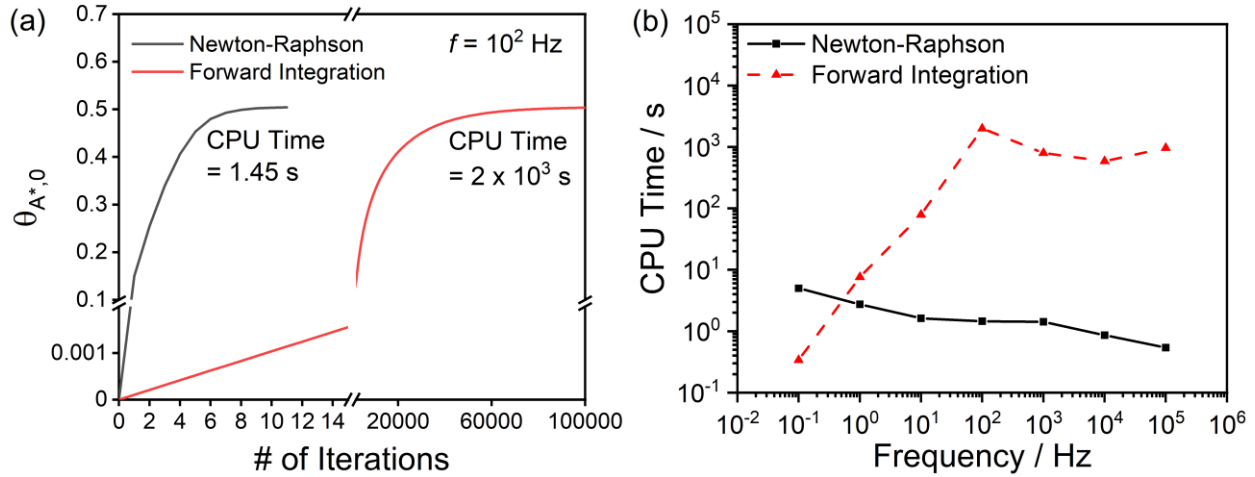 (a)
0.7
0.6
0.5
0.4
0.3
0.2
0.1
0.001
0
θA*,0
Newton-Raphson
Forward Integration
f = 10² Hz
CPU Time
= 1.45 s
CPU Time
= 2 x 10³ s
0 2 4 6 8 10 12 14 20000 60000 100000
# of Iterations
(b)
10⁵
10⁴
10³
10²
10¹
10⁰
10⁻¹
CPU Time / s
Newton-Raphson
Forward Integration
10⁻² 10⁻¹ 10⁰ 10¹ 10² 10³ 10⁴ 10⁵ 10⁶
Frequency / Hz